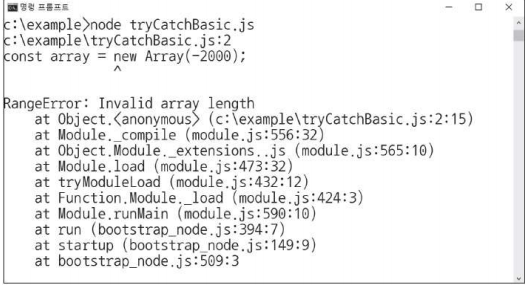 명령 프롬프트
c:\example>node tryCatchBasic.js
c:\example\tryCatchBasic.js:2
const array = new Array(-2000);
^
RangeError: Invalid array length
at Object.<anonymous> (c:\example\tryCatchBasic.js:2:15)
at Module._compile (module.js:556:32)
at Object.Module._extensions..js (module.js:565:10)
at Module.load (module.js:473:32)
at tryModuleLoad (module.js:432:12)
at Function.Module._load (module.js:424:3)
at Module.runMain (module.js:590:10)
at run (bootstrap_node.js:394:7)
at startup (bootstrap_node.js:149:9)
at bootstrap_node.js:509:3